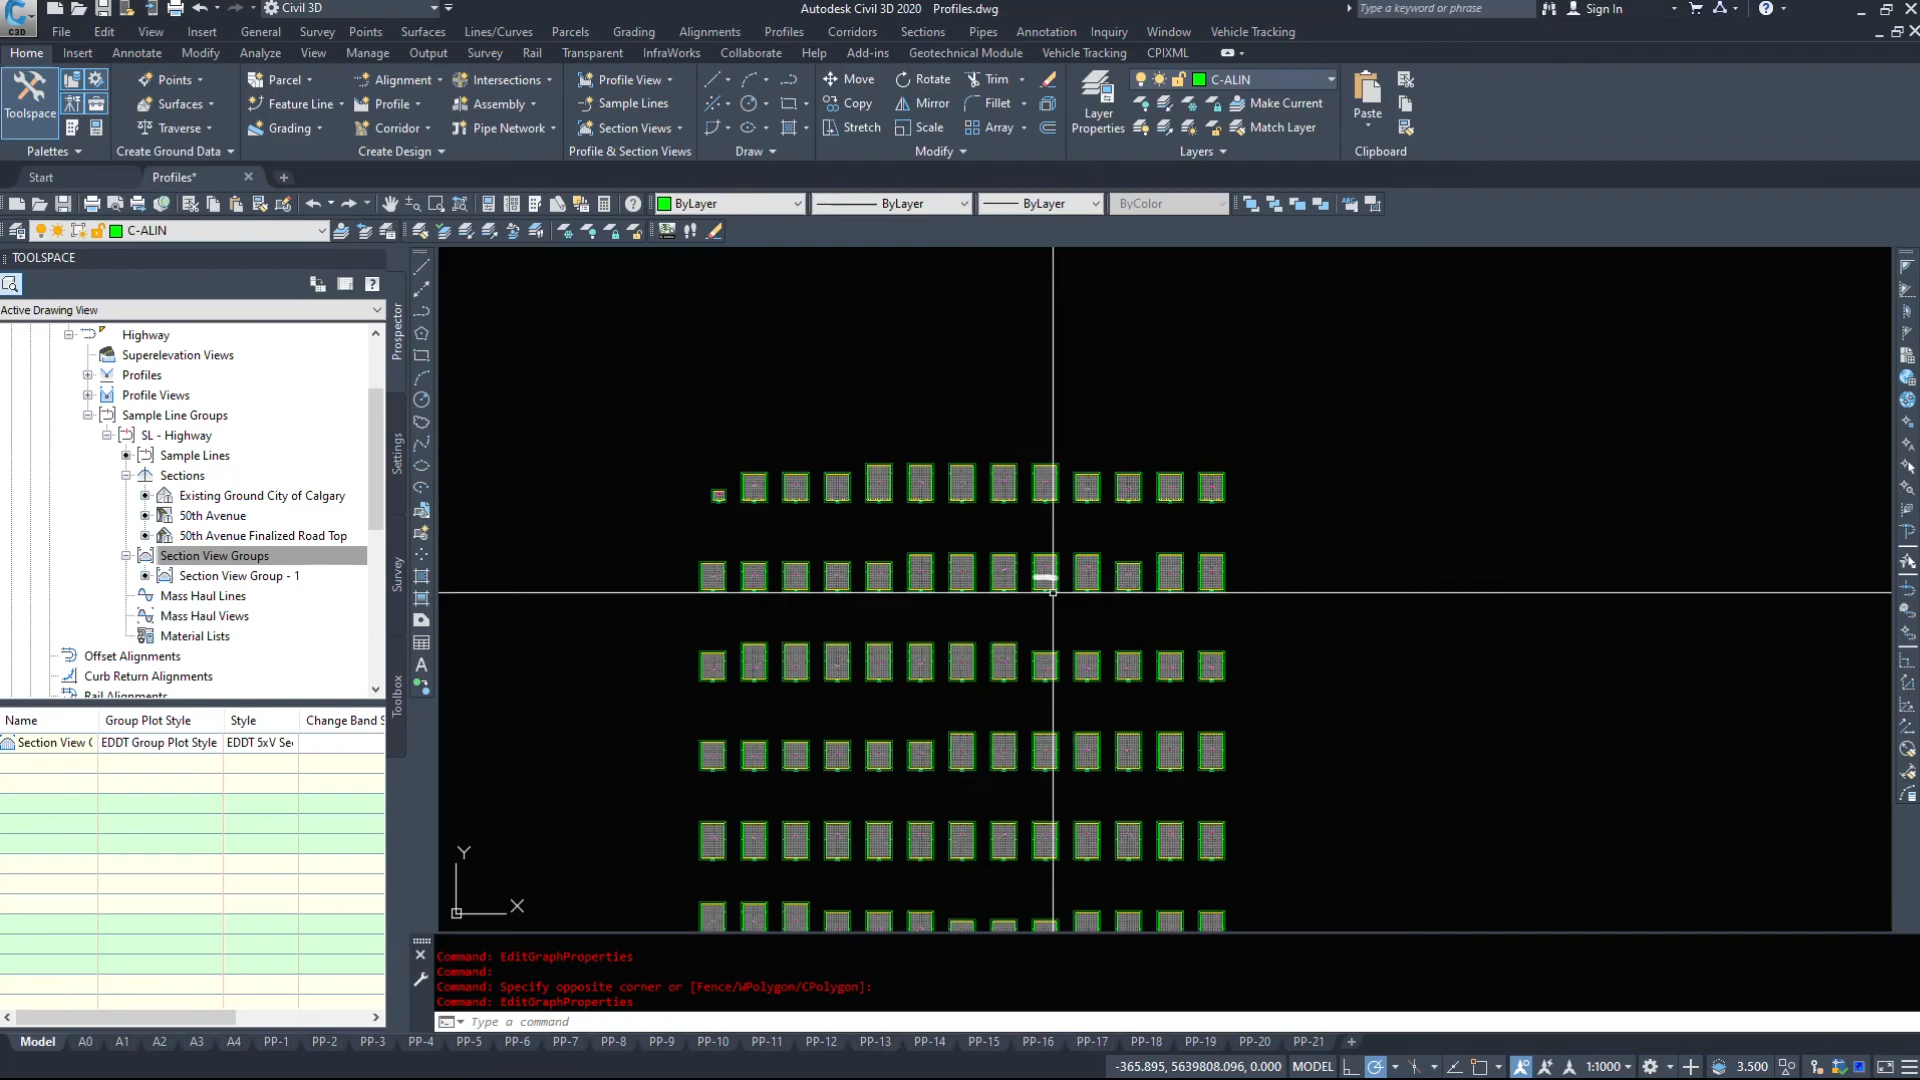 Civil 3D
Autodesk Civil 3D 2020 Profiles.dwg
Type a keyword or phrase
Sign In
C3D
File Edit View Insert General Survey Points Surfaces Lines/Curves Parcels Grading Alignments Profiles Corridors Sections Pipes Annotation Inquiry Window Vehicle Tracking
Home Insert Annotate Modify Analyze View Manage Output Survey Rail Transparent InfraWorks Collaborate Help Add-ins Geotechnical Module Vehicle Tracking CPIXML
Points Parcel Alignment Intersections Profile View Move Rotate Trim C-ALIN
Toolspace Surfaces Feature Line Profile Assembly Sample Lines Copy Mirror Fillet Layer Properties Make Current Paste
Traverse Grading Corridor Pipe Network Section Views Stretch Scale Array Match Layer
Palettes Create Ground Data Create Design Profile & Section Views Draw Modify Layers Clipboard
Start Profiles*
ByLayer ByLayer ByLayer ByColor
C-ALIN
TOOLSPACE
Active Drawing View
Highway
Superelevation Views
Profiles
Profile Views
Sample Line Groups
SL - Highway
Sample Lines
Sections
Existing Ground City of Calgary
50th Avenue
50th Avenue Finalized Road Top
Section View Groups
Section View Group - 1
Mass Haul Lines
Mass Haul Views
Material Lists
Offset Alignments
Curb Return Alignments
Rail Alignments
Prospector
Settings
Survey
Toolbox
Name Group Plot Style Style Change Band S
Section View G EDDT Group Plot Style EDDT 5xV Sec
Y
X
Command: EditGraphProperties
Command:
Command: Specify opposite corner or [Fence/WPolygon/CPolygon]:
Command: EditGraphProperties
Type a command
Model A0 A1 A2 A3 A4 PP-1 PP-2 PP-3 PP-4 PP-5 PP-6 PP-7 PP-8 PP-9 PP-10 PP-11 PP-12 PP-13 PP-14 PP-15 PP-16 PP-17 PP-18 PP-19 PP-20 PP-21
-365.895, 5639808.096, 0.000 MODEL 1:1000 3.500